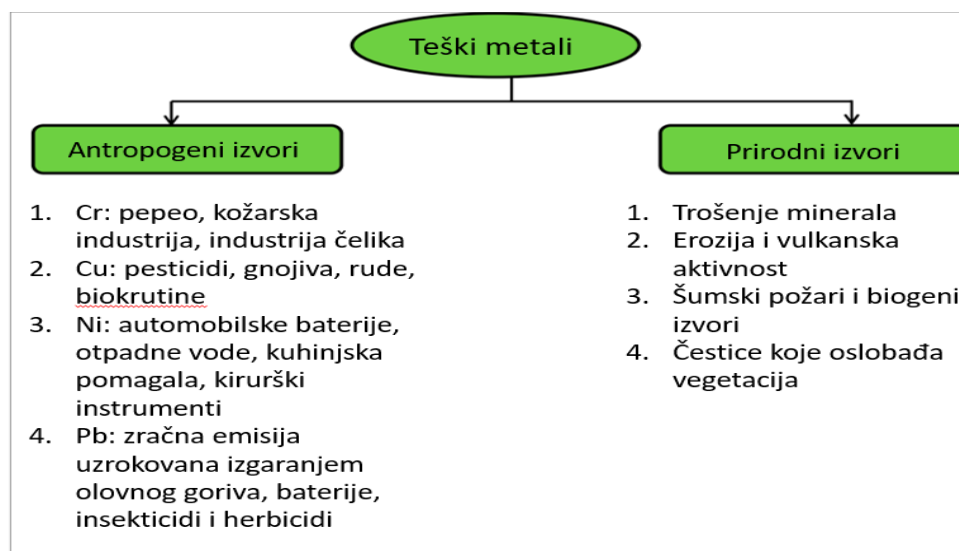 Teški metali
Antropogeni izvori
1. Cr: pepeo, kožarska
industrija, industrija čelika
2. Cu: pesticidi, gnojiva, rude,
biokrutine
3. Ni: automobilske baterije,
otpadne vode, kuhinjska
pomagala, kirurški
instrumenti
4. Pb: zračna emisija
uzrokovana izgaranjem
olovnog goriva, baterije,
insekticidi i herbicidi
Prirodni izvori
1. Trošenje minerala
2. Erozija i vulkanska
aktivnost
3. Šumski požari i biogeni
izvori
4. Čestice koje oslobađa
vegetacija